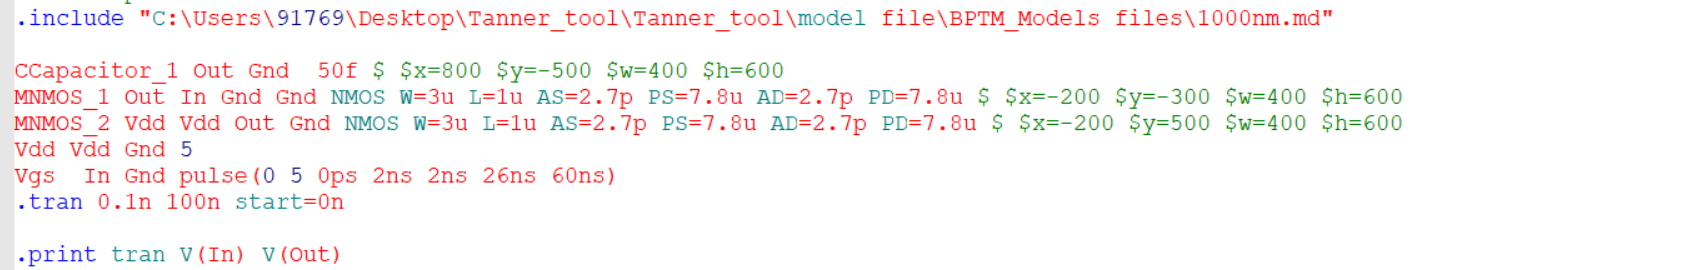 .include "C:\Users\91769\Desktop\Tanner_tool\Tanner_tool\model file\BPTM_Models files\1000nm.md"
CCapacitor_1 Out Gnd  50f $ $x=800 $y=-500 $w=400 $h=600
MNMOS_1 Out In Gnd Gnd NMOS W=3u L=1u AS=2.7p PS=7.8u AD=2.7p PD=7.8u $ $x=-200 $y=-300 $w=400 $h=600
MNMOS_2 Vdd Vdd Out Gnd NMOS W=3u L=1u AS=2.7p PS=7.8u AD=2.7p PD=7.8u $ $x=-200 $y=500 $w=400 $h=600
Vdd Vdd Gnd 5
Vgs  In Gnd pulse(0 5 0ps 2ns 2ns 26ns 60ns)
.tran 0.1n 100n start=0n
.print tran V(In) V(Out)